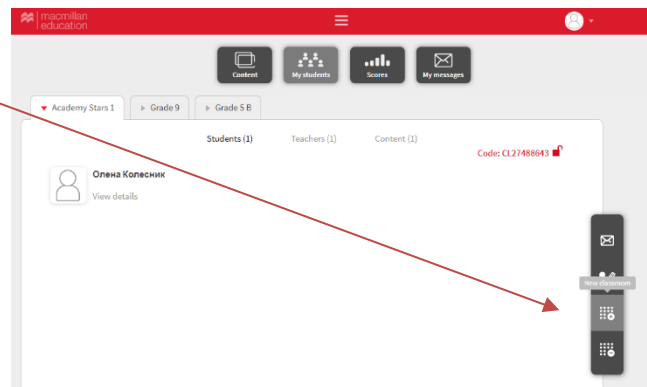 macmillan
education
Content
My students
Scores
My messages
Academy Stars 1
Grade 9
Grade 5 B
Students (1)
Teachers (1)
Content (1)
Code: CL27488643
Олена Колесник
View details
New classroom